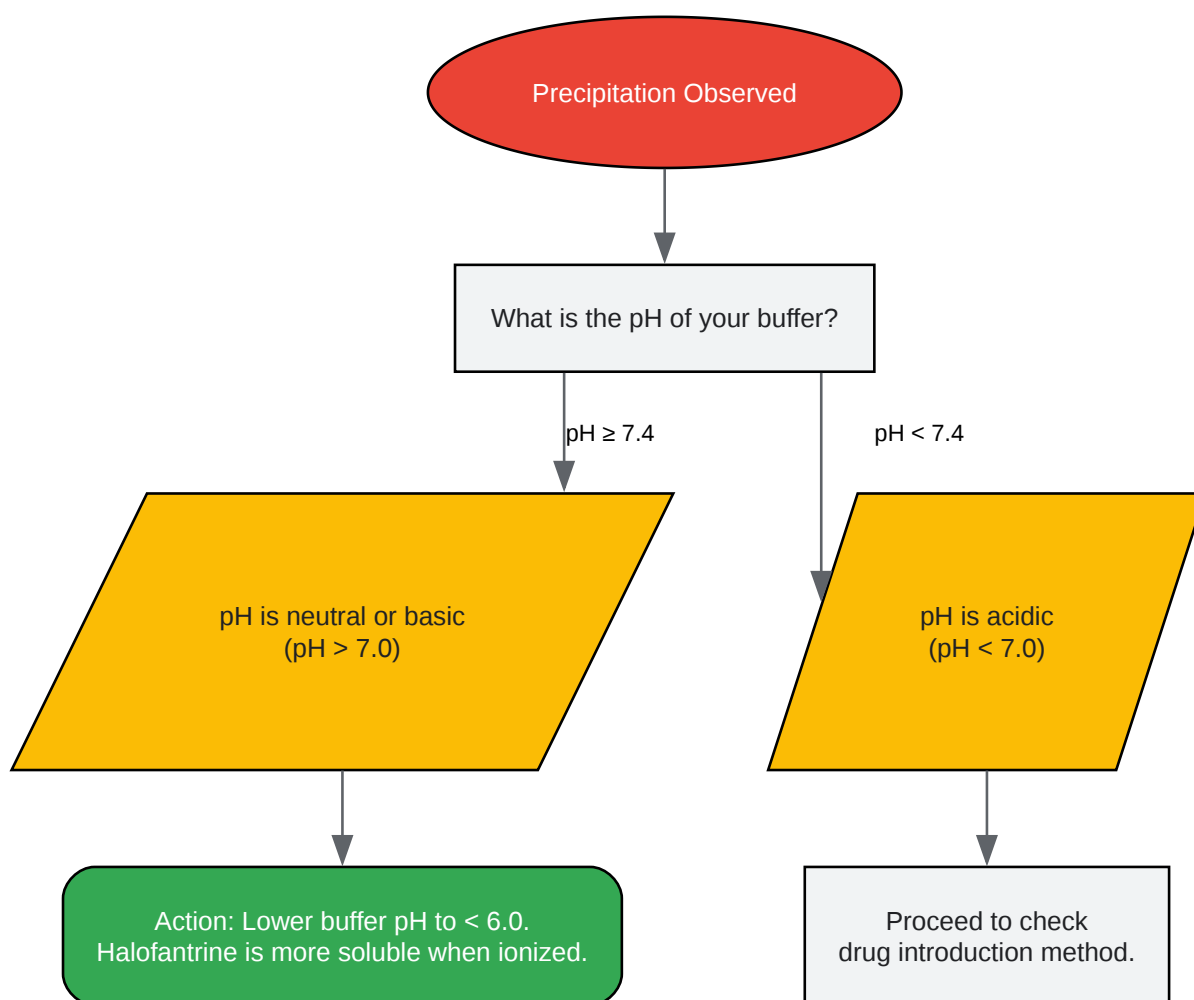 Precipitation Observed
What is the pH of your buffer?
pH ≥ 7.4
pH < 7.4
pH is neutral or basic
(pH > 7.0)
pH is acidic
(pH < 7.0)
Action: Lower buffer pH to < 6.0.
Halofantrine is more soluble when ionized.
Proceed to check
drug introduction method.